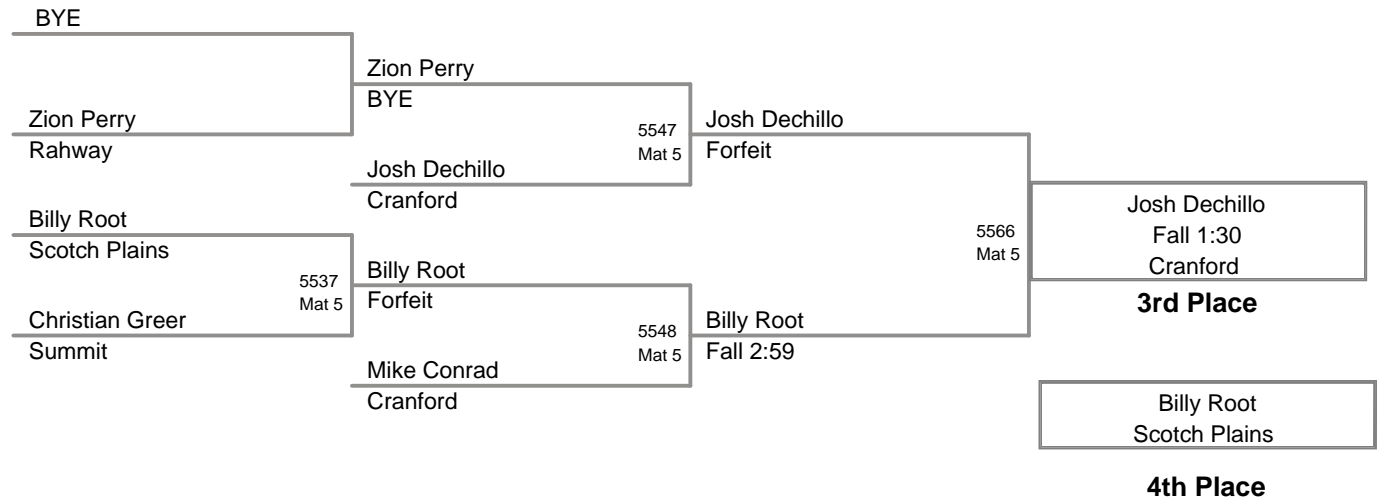 BYE
Zion Perry
BYE
Zion Perry
Rahway
5547
Mat 5
Josh Dechillo
Forfeit
Josh Dechillo
Cranford
Billy Root
Scotch Plains
5537
Mat 5
Billy Root
Forfeit
Christian Greer
Summit
5548
Mat 5
Billy Root
Fall 2:59
Mike Conrad
Cranford
5566
Mat 5
Josh Dechillo
Fall 1:30
Cranford
3rd Place
Billy Root
Scotch Plains
4th Place